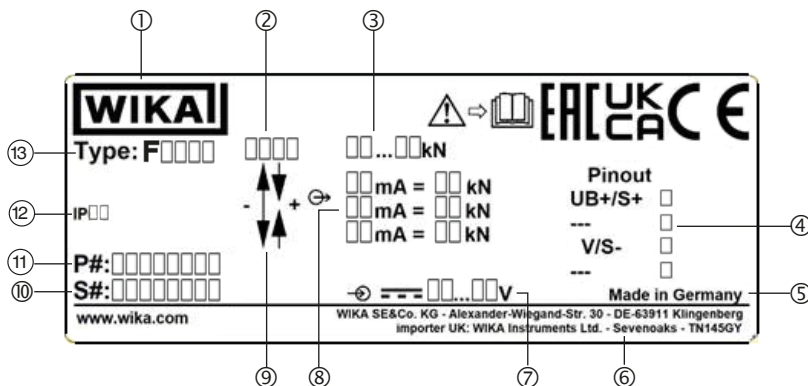 ① ② ③
WIKA EAC UK CA CE
⑬ Type: F▯▯▯▯ ▯▯▯▯ ▯▯...▯▯kN
▯▯mA = ▯▯ kN
▯▯mA = ▯▯ kN
▯▯mA = ▯▯ kN
- +
⑧
Pinout
UB+/S+ ▯
--- ▯
V/S- ▯
--- ▯
④
⑫ IP▯▯
⑪ P#:▯▯▯▯▯▯▯▯
⑩ S#:▯▯▯▯▯▯▯▯
▯▯...▯▯V
Made in Germany ⑤
www.wika.com
WIKA SE&Co. KG - Alexander-Wiegand-Str. 30 - DE-63911 Klingenberg
importer UK: WIKA Instruments Ltd. - Sevenoaks - TN145GY
⑨ ⑦ ⑥